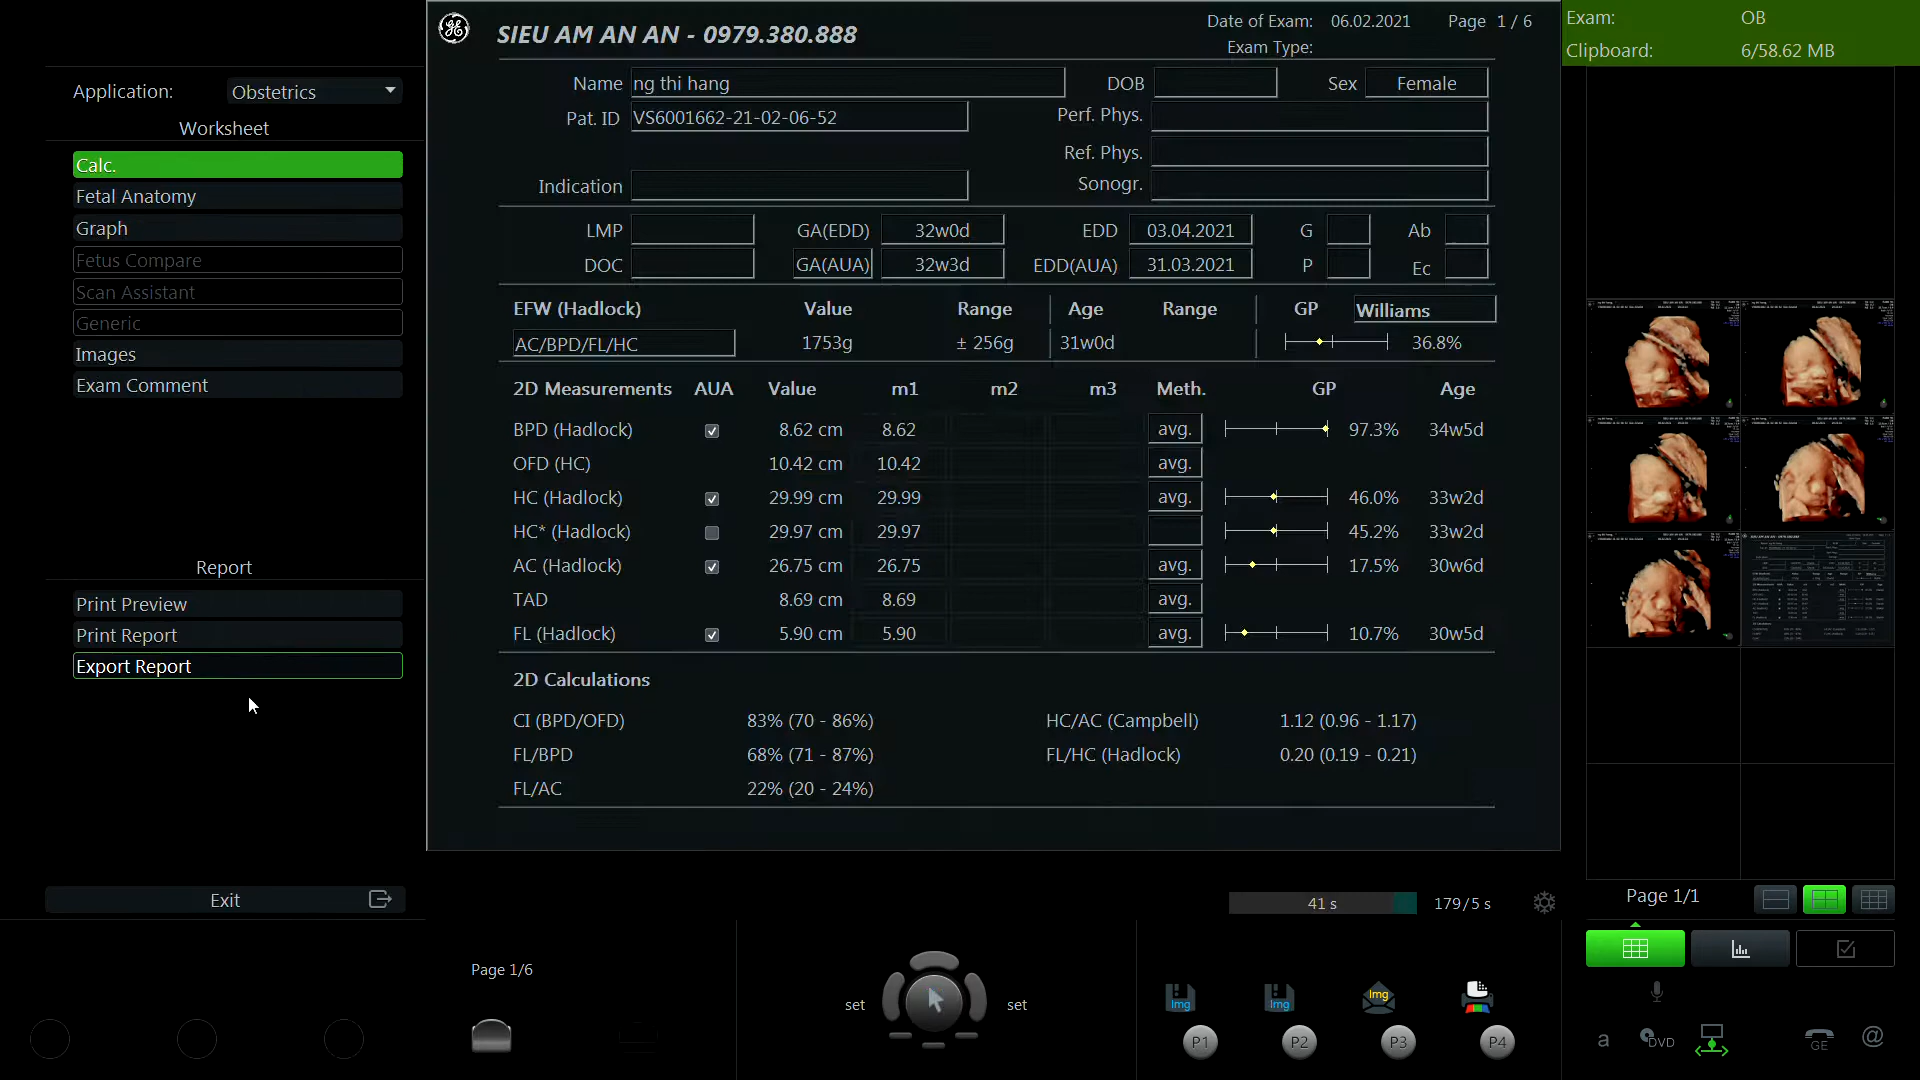 SIEU AM AN AN - 0979.380.888
Date of Exam: 06.02.2021 Page 1 / 6
Exam Type:
Exam: OB
Clipboard: 6/58.62 MB
Application: Obstetrics
Worksheet
Calc.
Fetal Anatomy
Graph
Fetus Compare
Scan Assistant
Generic
Images
Exam Comment
Report
Print Preview
Print Report
Export Report
Exit
Name ng thi hang DOB Sex Female
Pat. ID VS6001662-21-02-06-52 Perf. Phys.
Ref. Phys.
Indication Sonogr.
LMP GA(EDD) 32w0d EDD 03.04.2021 G Ab
DOC GA(AUA) 32w3d EDD(AUA) 31.03.2021 P Ec
EFW (Hadlock) Value Range Age Range GP Williams
AC/BPD/FL/HC 1753g ± 256g 31w0d 36.8%
2D Measurements AUA Value m1 m2 m3 Meth. GP Age
BPD (Hadlock) 8.62 cm 8.62 avg. 97.3% 34w5d
OFD (HC) 10.42 cm 10.42 avg.
HC (Hadlock) 29.99 cm 29.99 avg. 46.0% 33w2d
HC* (Hadlock) 29.97 cm 29.97 45.2% 33w2d
AC (Hadlock) 26.75 cm 26.75 avg. 17.5% 30w6d
TAD 8.69 cm 8.69 avg.
FL (Hadlock) 5.90 cm 5.90 avg. 10.7% 30w5d
2D Calculations
CI (BPD/OFD) 83% (70 - 86%) HC/AC (Campbell) 1.12 (0.96 - 1.17)
FL/BPD 68% (71 - 87%) FL/HC (Hadlock) 0.20 (0.19 - 0.21)
FL/AC 22% (20 - 24%)
41 s 179/5 s
Page 1/1
Page 1/6
set set
Img Img Img
P1 P2 P3 P4
a DVD GE @